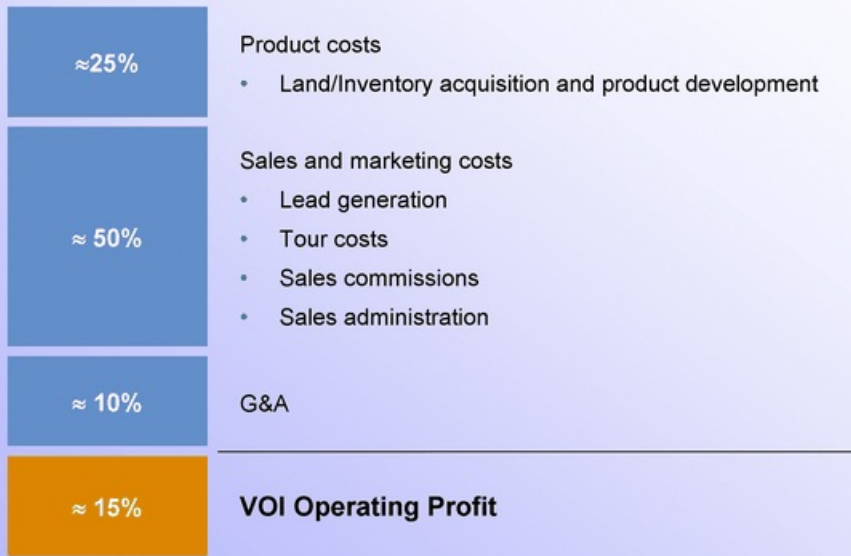 ≈25%
Product costs
• Land/Inventory acquisition and product development
≈ 50%
Sales and marketing costs
• Lead generation
• Tour costs
• Sales commissions
• Sales administration
≈ 10%
G&A
≈ 15%
VOI Operating Profit